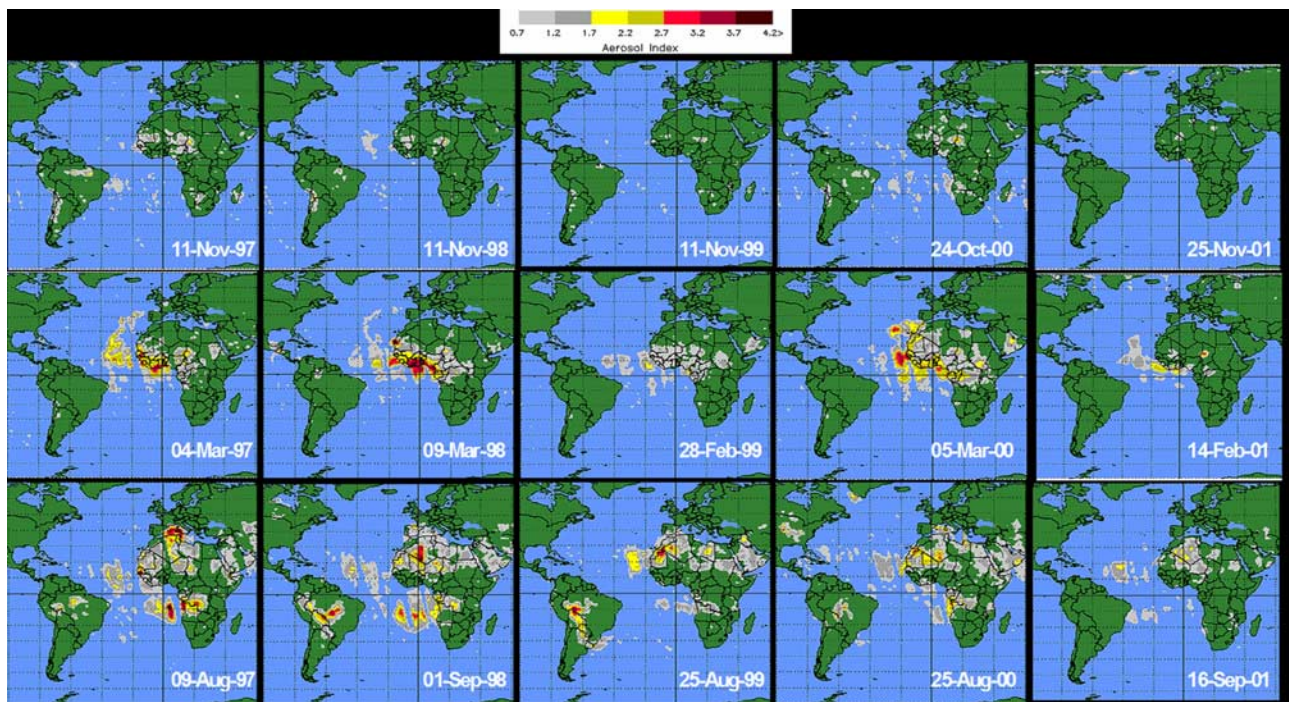 0.7 1.2 1.7 2.2 2.7 3.2 3.7 4.2>
Aerosol Index
11-Nov-97 11-Nov-98 11-Nov-99 24-Oct-00 25-Nov-01
04-Mar-97 09-Mar-98 28-Feb-99 05-Mar-00 14-Feb-01
09-Aug-97 01-Sep-98 25-Aug-99 25-Aug-00 16-Sep-01